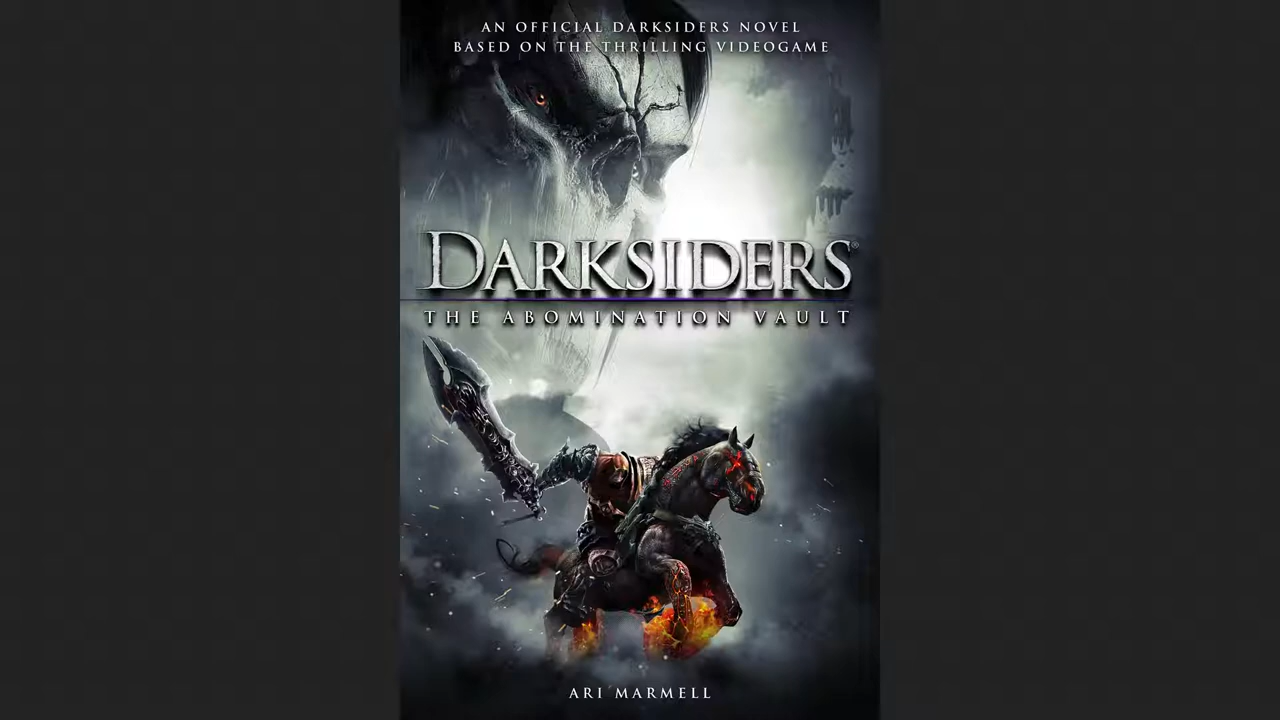 AN OFFICIAL DARKSIDERS NOVEL
BASED ON THE THRILLING VIDEOGAME
DARKSIDERS®
THE ABOMINATION VAULT
ARI MARMELL